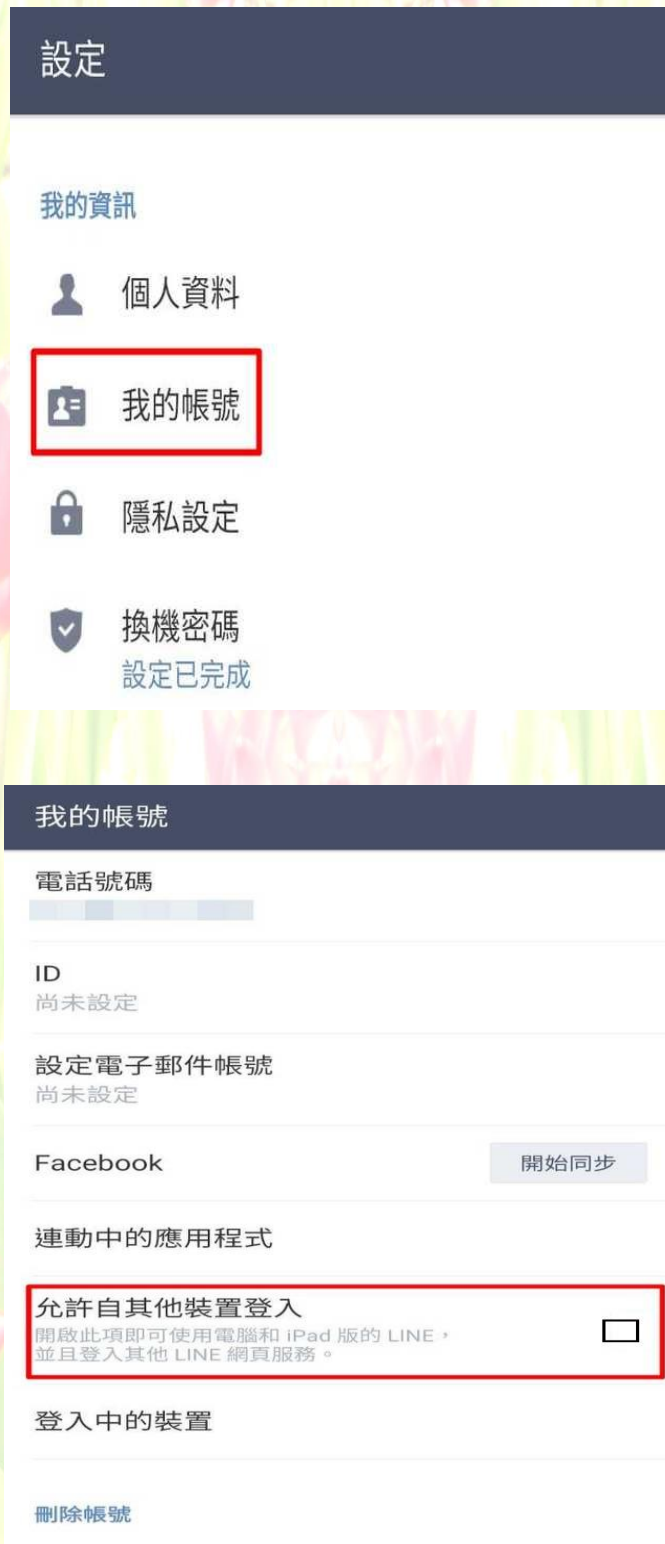 設定
我的資訊
個人資料
我的帳號
隱私設定
換機密碼
設定已完成
我的帳號
電話號碼
ID
尚未設定
設定電子郵件帳號
尚未設定
Facebook
開始同步
連動中的應用程式
允許自其他裝置登入
開啟此項即可使用電腦和 iPad 版的 LINE，
並且登入其他 LINE 網頁服務。
登入中的裝置
刪除帳號